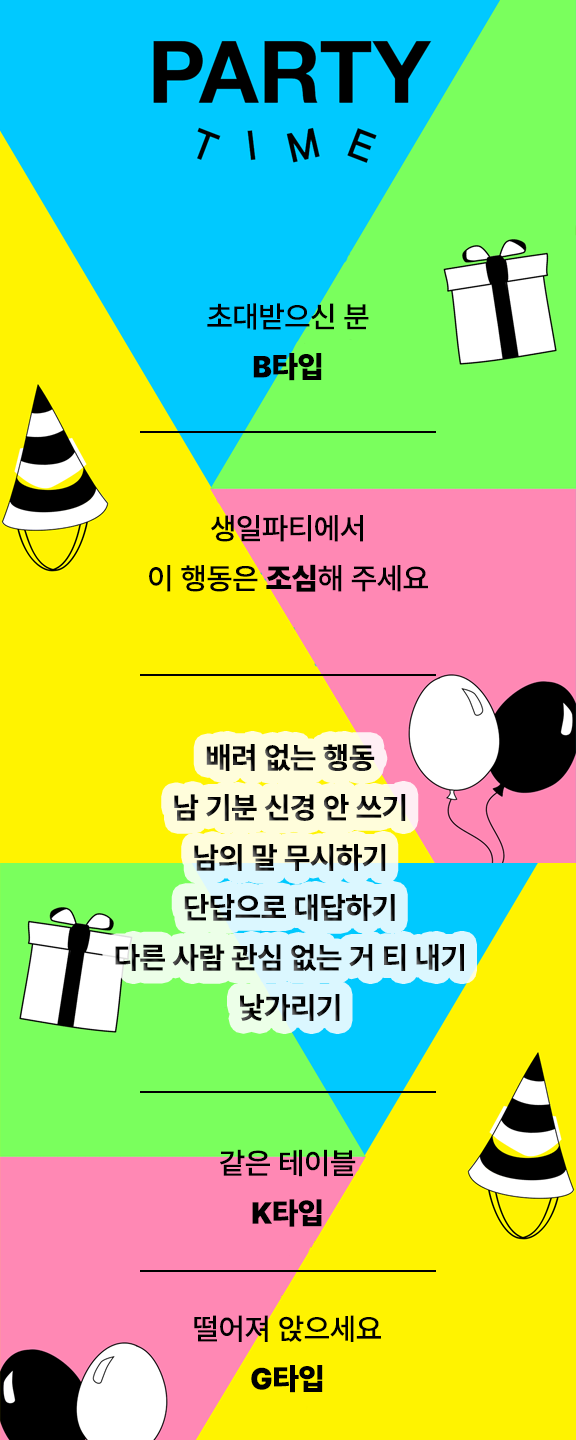 PARTY
TIME
초대받으신 분
B타입
생일파티에서
이 행동은 조심해 주세요
배려 없는 행동
남 기분 신경 안 쓰기
남의 말 무시하기
단답으로 대답하기
다른 사람 관심 없는 거 티 내기
낯가리기
같은 테이블
K타입
떨어져 앉으세요
G타입